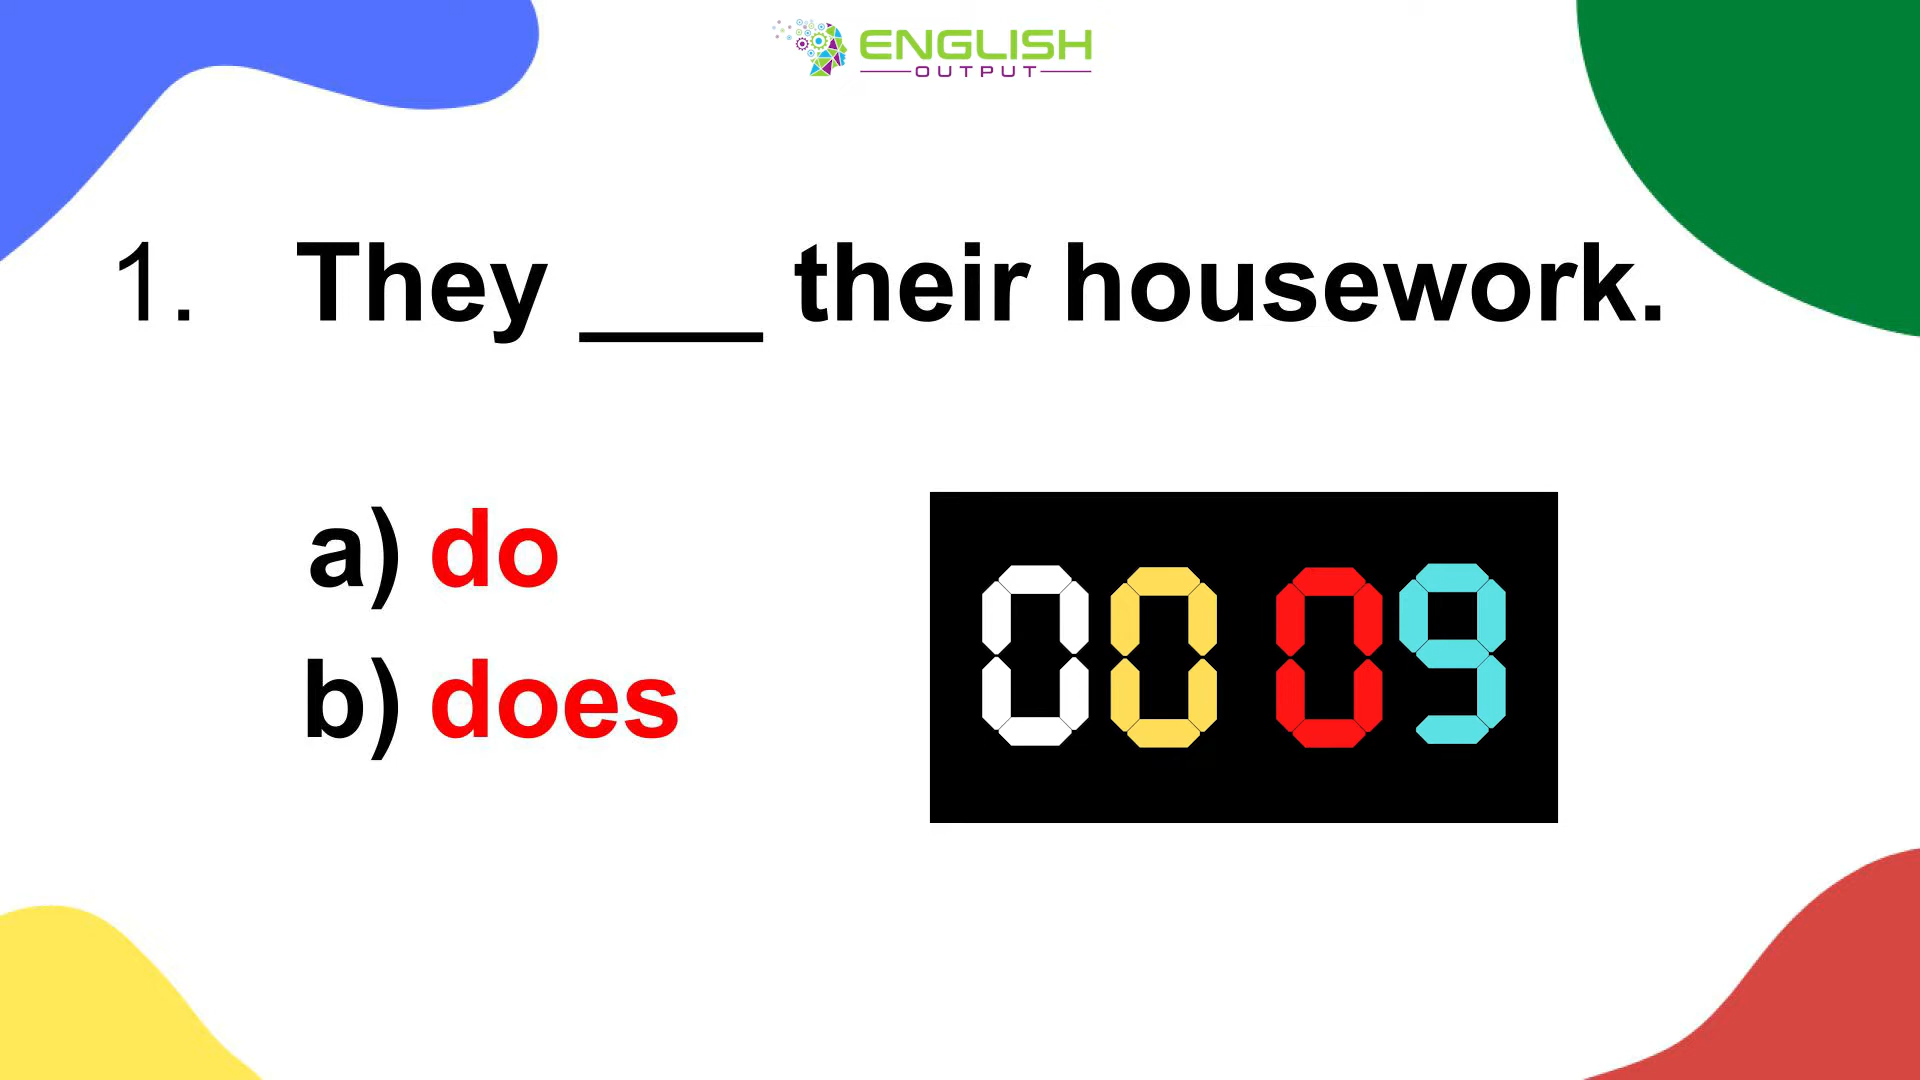 ENGLISH
OUTPUT
1. They ___ their housework.
a) do
b) does
00 09